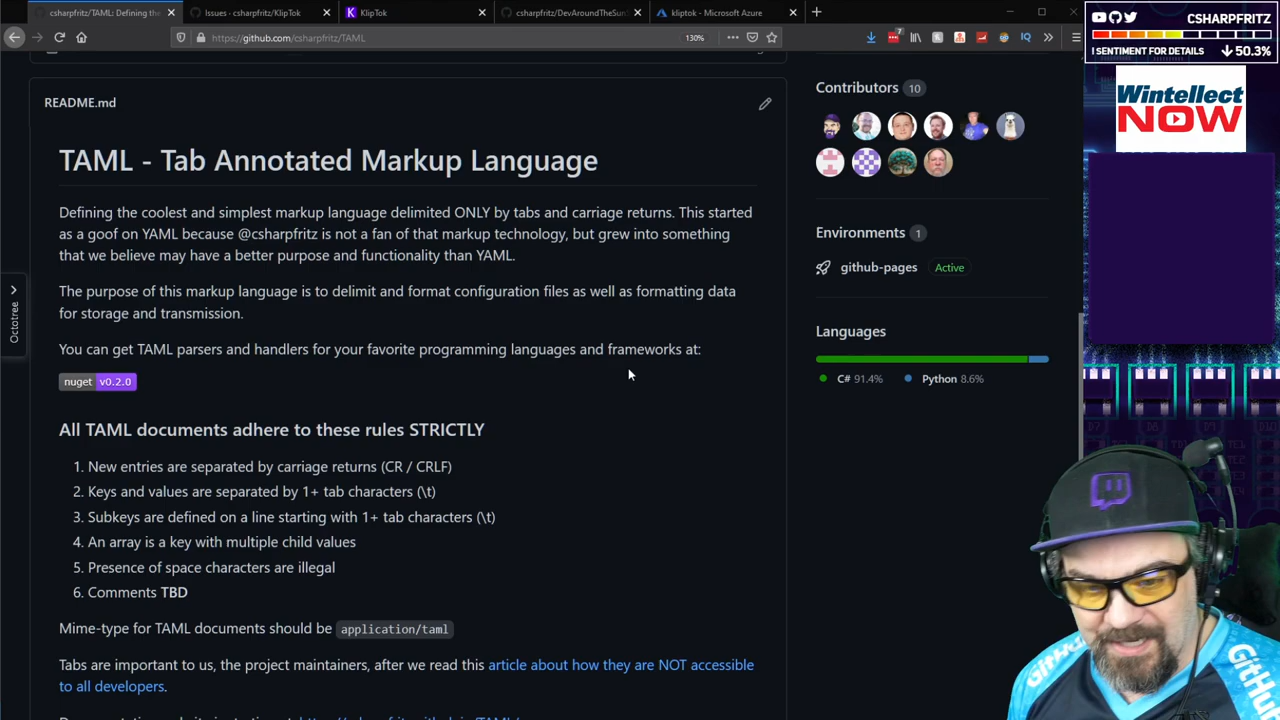 csharpfritz/TAML: Defining the
Issues · csharpfritz/KlipTok
KlipTok
csharpfritz/DevAroundTheSun
kliptok - Microsoft Azure
https://github.com/csharpfritz/TAML
130%
7
IQ
CSHARPFRITZ
! SENTIMENT FOR DETAILS
50.3%
Wintellect
NOW
README.md
TAML - Tab Annotated Markup Language
Defining the coolest and simplest markup language delimited ONLY by tabs and carriage returns. This started
as a goof on YAML because @csharpfritz is not a fan of that markup technology, but grew into something
that we believe may have a better purpose and functionality than YAML.
The purpose of this markup language is to delimit and format configuration files as well as formatting data
for storage and transmission.
You can get TAML parsers and handlers for your favorite programming languages and frameworks at:
nuget v0.2.0
All TAML documents adhere to these rules STRICTLY
1. New entries are separated by carriage returns (CR / CRLF)
2. Keys and values are separated by 1+ tab characters (\t)
3. Subkeys are defined on a line starting with 1+ tab characters (\t)
4. An array is a key with multiple child values
5. Presence of space characters are illegal
6. Comments TBD
Mime-type for TAML documents should be application/taml
Tabs are important to us, the project maintainers, after we read this article about how they are NOT accessible
to all developers.
Octotree
Contributors 10
Environments 1
github-pages Active
Languages
C# 91.4% Python 8.6%
D7 D8
GitHub